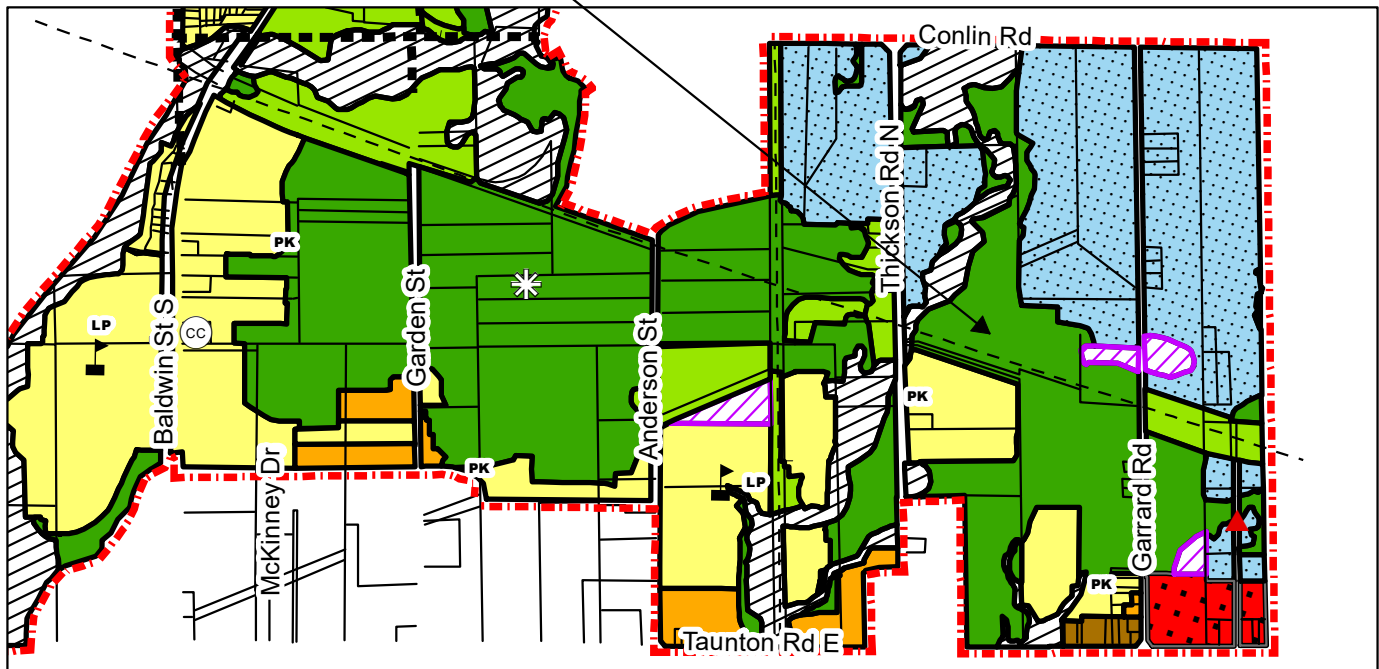 Conlin Rd
Thickson Rd N
PK
Garden St
Baldwin St S
LP
CC
Anderson St
PK
Garrard Rd
McKinney Dr
PK
LP
PK
Taunton Rd E